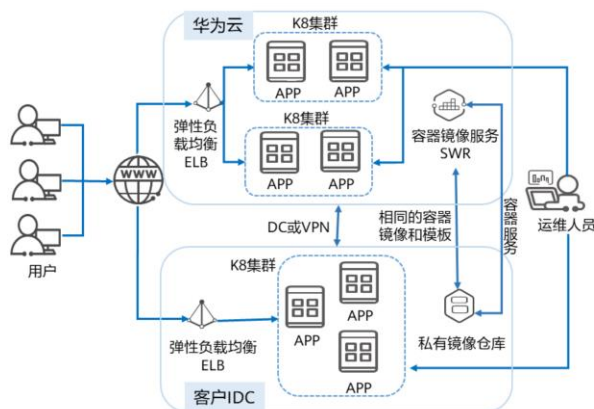 华为云
K8集群
APP
APP
K8集群
APP
APP
弹性负
载均衡
ELB
容器镜像服务
SWR
WWW
用户
DC或VPN
相同的容器
镜像和模板
容器服务
运维人员
K8集群
APP
APP
APP
弹性负载均衡
ELB
私有镜像仓库
客户IDC